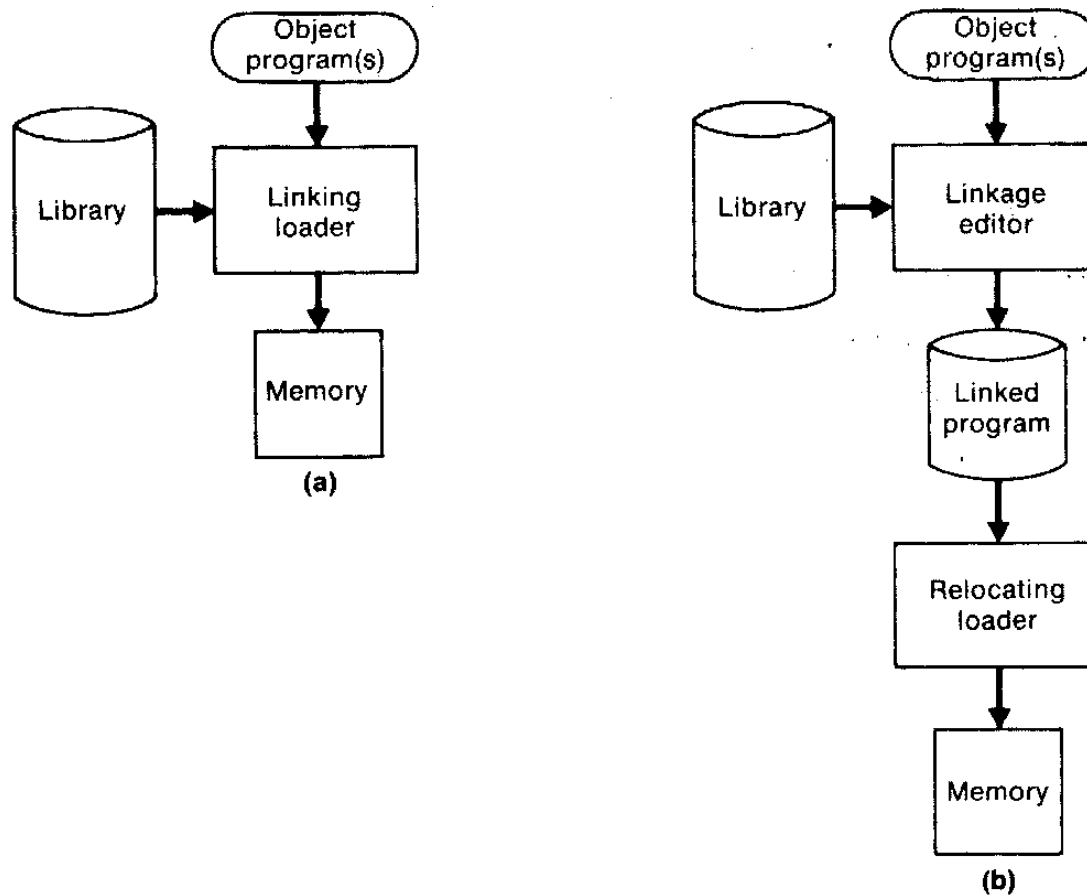 Object
program(s)
Library
Linking
loader
Memory
(a)
Object
program(s)
Library
Linkage
editor
Linked
program
Relocating
loader
Memory
(b)